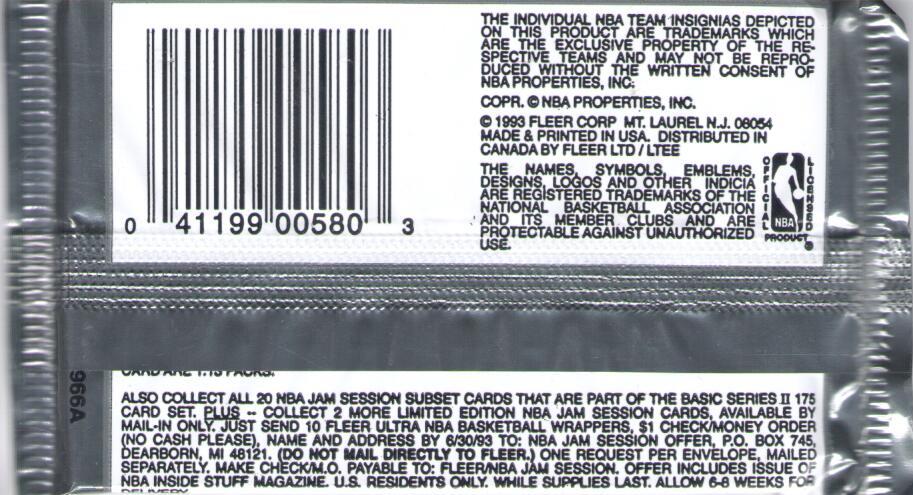 THE INDIVIDUAL NBA TEAM INSIGNIAS DEPICTED
ON THIS PRODUCT ARE TRADEMARKS WHICH
ARE THE EXCLUSIVE PROPERTY OF THE RE-
SPECTIVE TEAMS AND MAY NOT BE REPRO-
DUCED WITHOUT THE WRITTEN CONSENT OF
NBA PROPERTIES, INC.
COPR. © NBA PROPERTIES, INC.
© 1993 FLEER CORP MT. LAUREL N.J. 08054
MADE & PRINTED IN USA. DISTRIBUTED IN
CANADA BY FLEER LTD / LTEE
THE NAMES, SYMBOLS, EMBLEMS,
DESIGNS, LOGOS AND OTHER INDICIA
ARE REGISTERED TRADEMARKS OF THE
NATIONAL BASKETBALL ASSOCIATION
AND ITS MEMBER CLUBS AND ARE
PROTECTABLE AGAINST UNAUTHORIZED
USE.
OFFICIAL
LICENSED
NBA
PRODUCT ®
0 41199 00580 3
966A
CARD ARE 1:15 PACKS.
ALSO COLLECT ALL 20 NBA JAM SESSION SUBSET CARDS THAT ARE PART OF THE BASIC SERIES II 175
CARD SET. PLUS -- COLLECT 2 MORE LIMITED EDITION NBA JAM SESSION CARDS, AVAILABLE BY
MAIL-IN ONLY. JUST SEND 10 FLEER ULTRA NBA BASKETBALL WRAPPERS, $1 CHECK/MONEY ORDER
(NO CASH PLEASE), NAME AND ADDRESS BY 6/30/93 TO: NBA JAM SESSION OFFER, P.O. BOX 745,
DEARBORN, MI 48121. (DO NOT MAIL DIRECTLY TO FLEER.) ONE REQUEST PER ENVELOPE, MAILED
SEPARATELY. MAKE CHECK/M.O. PAYABLE TO: FLEER/NBA JAM SESSION. OFFER INCLUDES ISSUE OF
NBA INSIDE STUFF MAGAZINE. U.S. RESIDENTS ONLY. WHILE SUPPLIES LAST. ALLOW 6-8 WEEKS FOR
DELIVERY